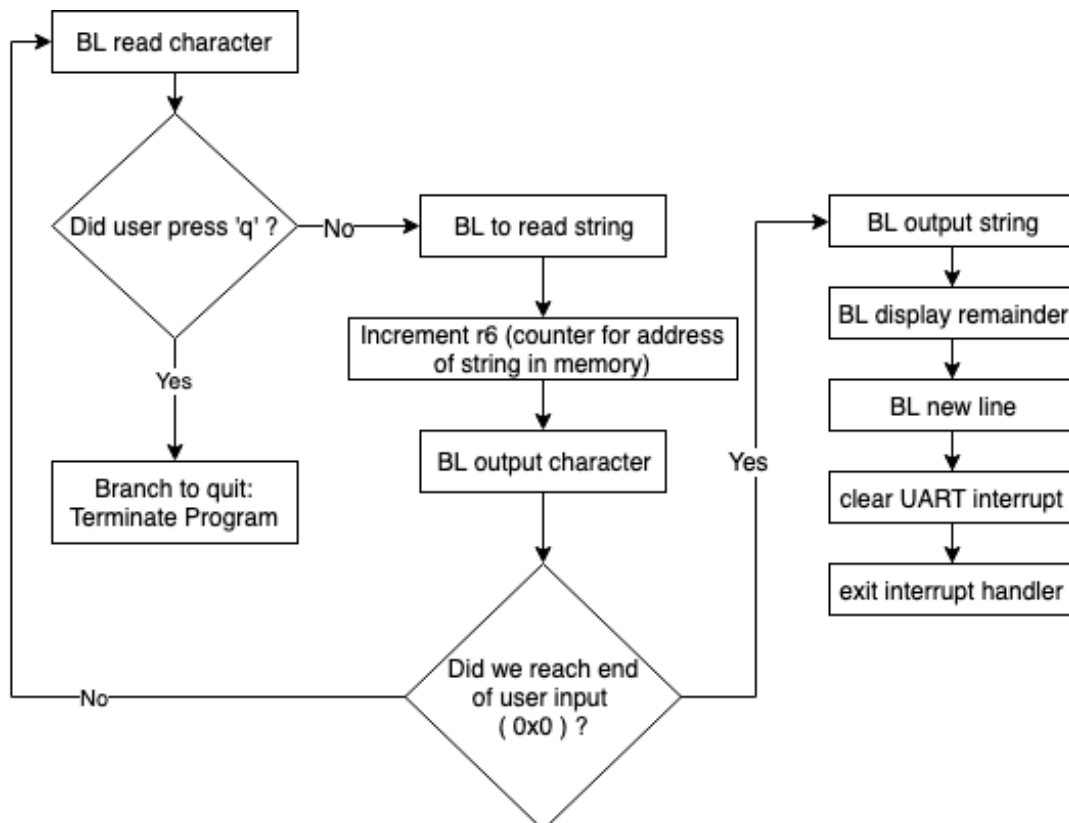 BL read character
Did user press 'q' ?
No
Yes
Branch to quit:
Terminate Program
BL to read string
Increment r6 (counter for address
of string in memory)
BL output character
Did we reach end
of user input
( 0x0 ) ?
No
Yes
BL output string
BL display remainder
BL new line
clear UART interrupt
exit interrupt handler